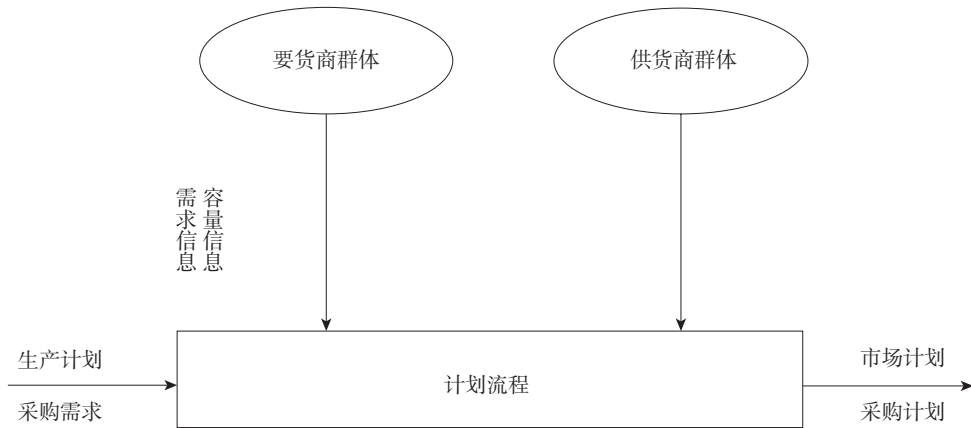 要货商群体
供货商群体
需求信息
容量信息
生产计划
采购需求
计划流程
市场计划
采购计划